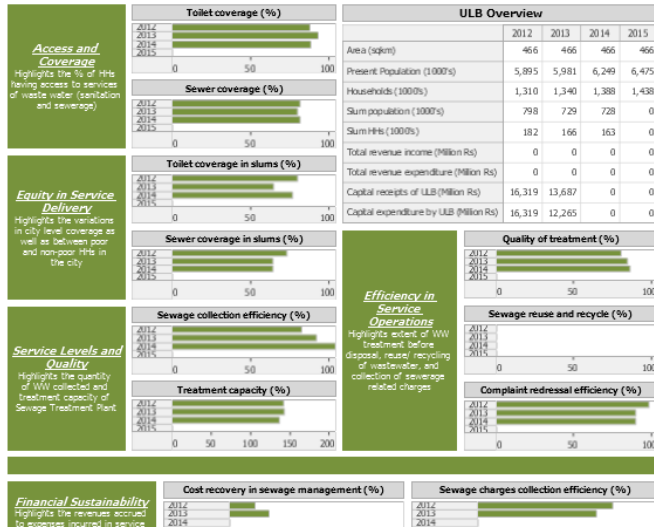 Access and
Coverage
Highlights the % of HHs
having access to services
of waste water (sanitation
and sewerage)
Toilet coverage (%)
2012
2013
2014
2015
0 50 100
Sewer coverage (%)
2012
2013
2014
2015
0 50 100
ULB Overview
2012 2013 2014 2015
Area (sqkm) 466 466 466 466
Present Population (1000's) 5,895 5,981 6,249 6,475
Households (1000's) 1,310 1,340 1,388 1,438
Slum population (1000's) 798 729 728 0
Slum HHs (1000's) 182 166 163 0
Total revenue income (Million Rs) 0 0 0 0
Total revenue expenditure (Million Rs) 0 0 0 0
Capital receipts of ULB (Million Rs) 16,319 13,687 0 0
Capital expenditure by ULB (Million Rs) 16,319 12,265 0 0
Equity in Service
Delivery
Highlights the variations
in city level coverage as
well as between poor
and non-poor HHs in
the city
Toilet coverage in slums (%)
2012
2013
2014
2015
0 50 100
Sewer coverage in slums (%)
2012
2013
2014
2015
0 50 100
Service Levels and
Quality
Highlights the quantity
of WW collected and
treatment capacity of
Sewage Treatment Plant
Sewage collection efficiency (%)
2012
2013
2014
2015
0 50 100
Treatment capacity (%)
2012
2013
2014
2015
0 50 100 150 200
Efficiency in
Service
Operations
Highlights extent of WW
treatment before
disposal, reuse/ recycling
of wastewater, and
collection of sewerage
related charges
Quality of treatment (%)
2012
2013
2014
2015
0 50 100
Sewage reuse and recycle (%)
2012
2013
2014
2015
0 50 100
Complaint redressal efficiency (%)
2012
2013
2014
2015
0 50 100
Financial Sustainability
Highlights the revenues accrued
to expenses incurred in service
Cost recovery in sewage management (%)
2012
2013
2014
Sewage charges collection efficiency (%)
2012
2013
2014